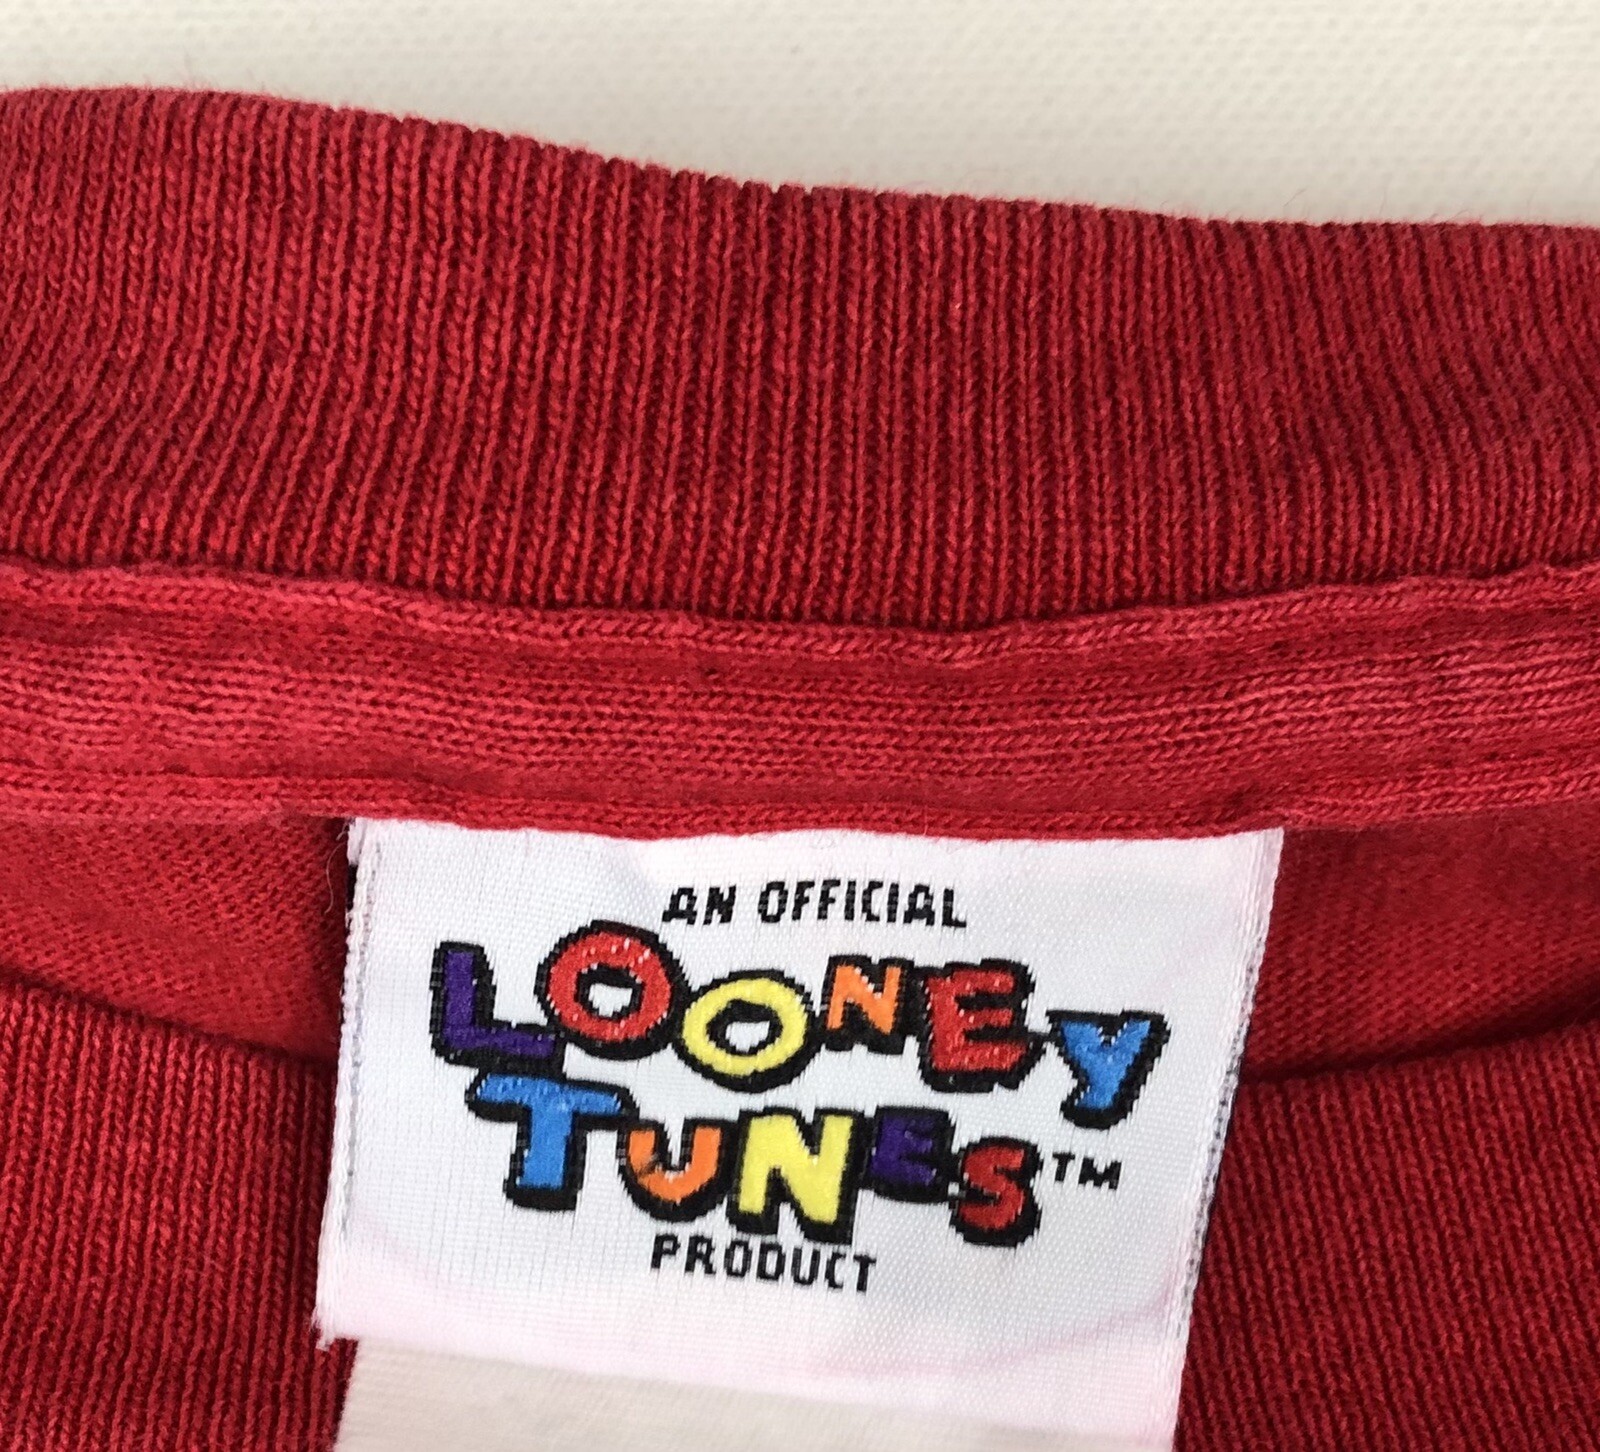 AN OFFICIAL
LOONEY
TUNES™
PRODUCT